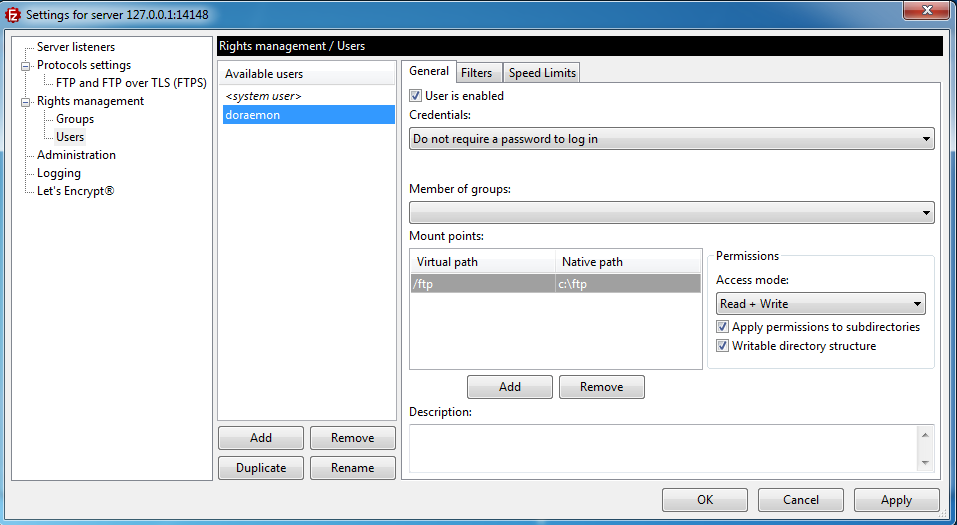 Settings for server 127.0.0.1:14148
Server listeners
Protocols settings
FTP and FTP over TLS (FTPS)
Rights management
Groups
Users
Administration
Logging
Let's Encrypt®
Rights management / Users
Available users
<system user>
doraemon
Add Remove
Duplicate Rename
General Filters Speed Limits
User is enabled
Credentials:
Do not require a password to log in
Member of groups:
Mount points:
Virtual path Native path
/ftp c:\ftp
Add Remove
Permissions
Access mode:
Read + Write
Apply permissions to subdirectories
Writable directory structure
Description:
OK Cancel Apply